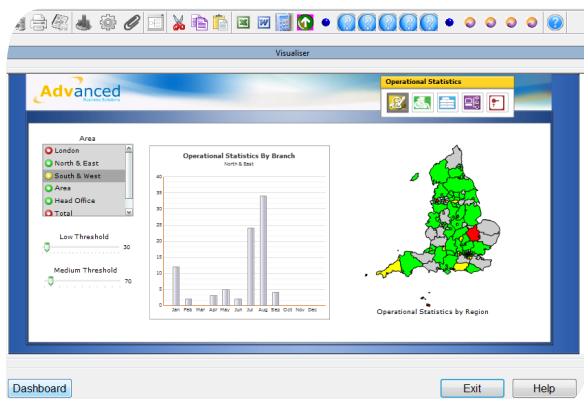 Visualiser
Operational Statistics
Advanced
Business Solutions
Area
London
North & East
South & West
Area
Head Office
Total
Low Threshold
30
Medium Threshold
70
Operational Statistics By Branch
North & East
40
35
30
25
20
15
10
5
0
Jan Feb Mar Apr May Jun Jul Aug Sep Oct Nov Dec
Operational Statistics by Region
Dashboard
Exit
Help